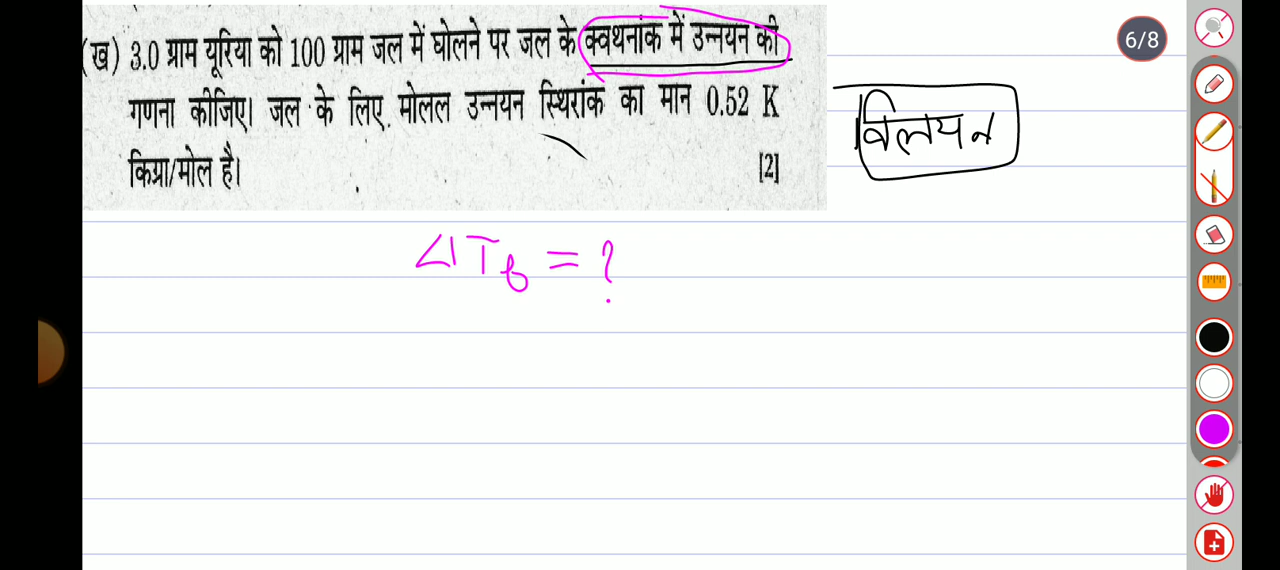 (ख) 3.0 ग्राम यूरिया को 100 ग्राम जल में घोलने पर जल के क्वथनांक में उन्नयन की
गणना कीजिए। जल के लिए मोलल उन्नयन स्थिरांक का मान 0.52 K
किग्रा/मोल है। [2]
विलयन
ΔTb = ?
6/8